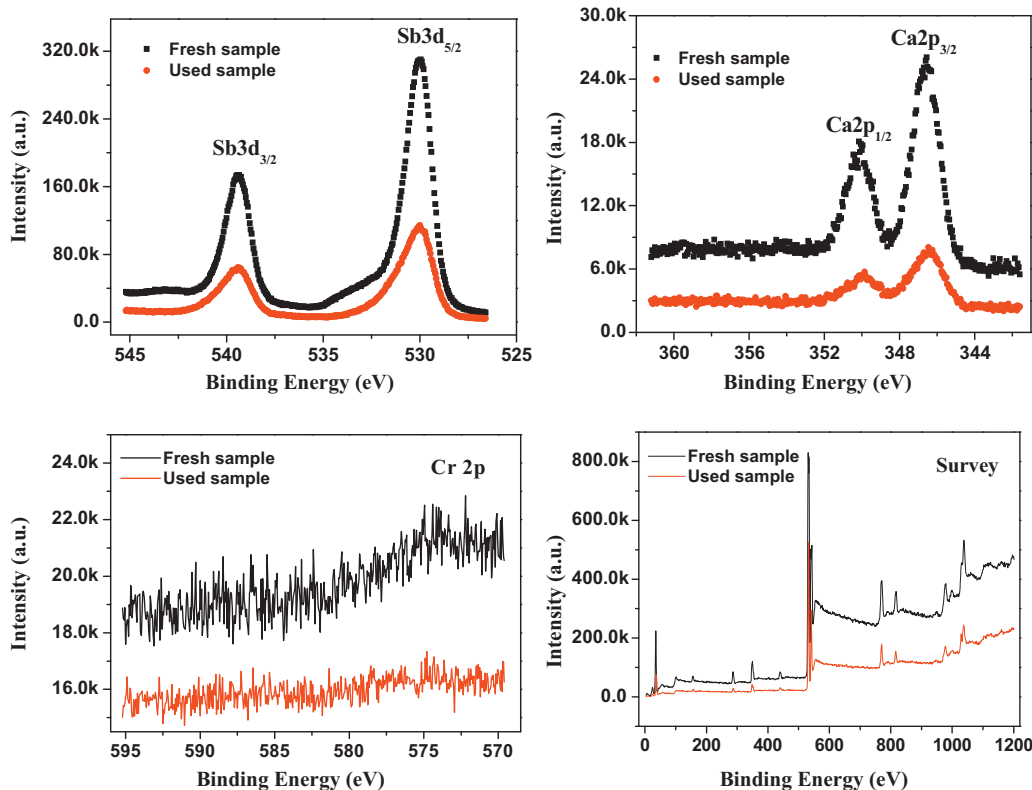 Sb3d5/2
Fresh sample
Used sample
Sb3d3/2
320.0k
240.0k
160.0k
80.0k
0.0
Intensity (a.u.)
545
540
535
530
525
Binding Energy (eV)
30.0k
24.0k
18.0k
12.0k
6.0k
0.0
Intensity (a.u.)
Fresh sample
Used sample
Ca2p3/2
Ca2p1/2
360
356
352
348
344
Binding Energy (eV)
24.0k
22.0k
20.0k
18.0k
16.0k
Intensity (a.u.)
Fresh sample
Used sample
Cr 2p
595
590
585
580
575
570
Binding Energy (eV)
800.0k
600.0k
400.0k
200.0k
0.0
Intensity (a.u.)
Fresh sample
Used sample
Survey
0
200
400
600
800
1000
1200
Binding Energy (eV)